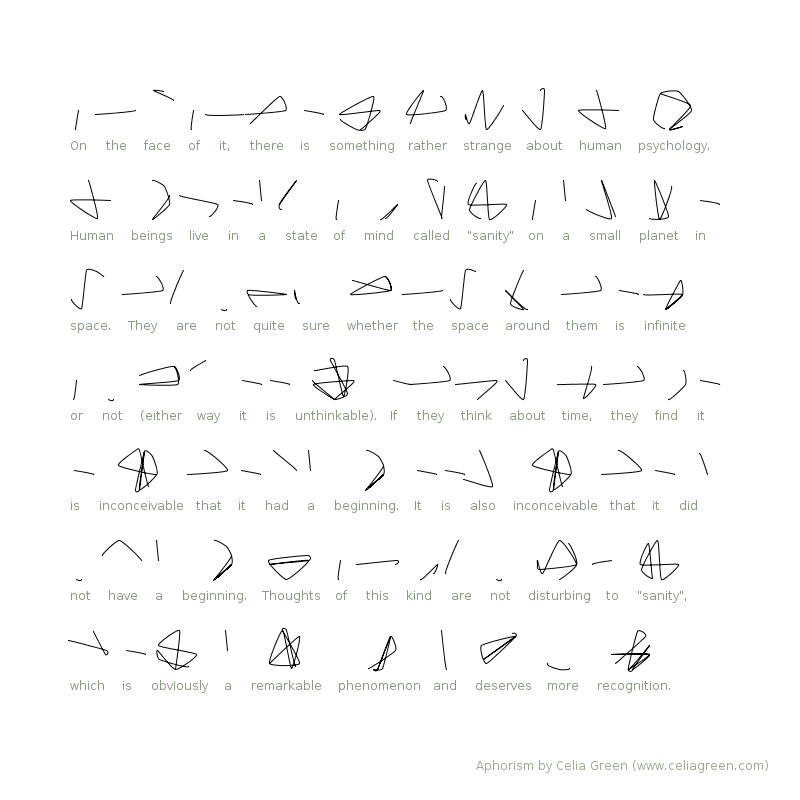 On the face of it, there is something rather strange about human psychology.
Human beings live in a state of mind called "sanity" on a small planet in
space. They are not quite sure whether the space around them is infinite
or not (either way it is unthinkable). If they think about time, they find it
is inconceivable that it had a beginning. It is also inconceivable that it did
not have a beginning. Thoughts of this kind are not disturbing to "sanity",
which is obviously a remarkable phenomenon and deserves more recognition.
Aphorism by Celia Green (www.celiagreen.com)